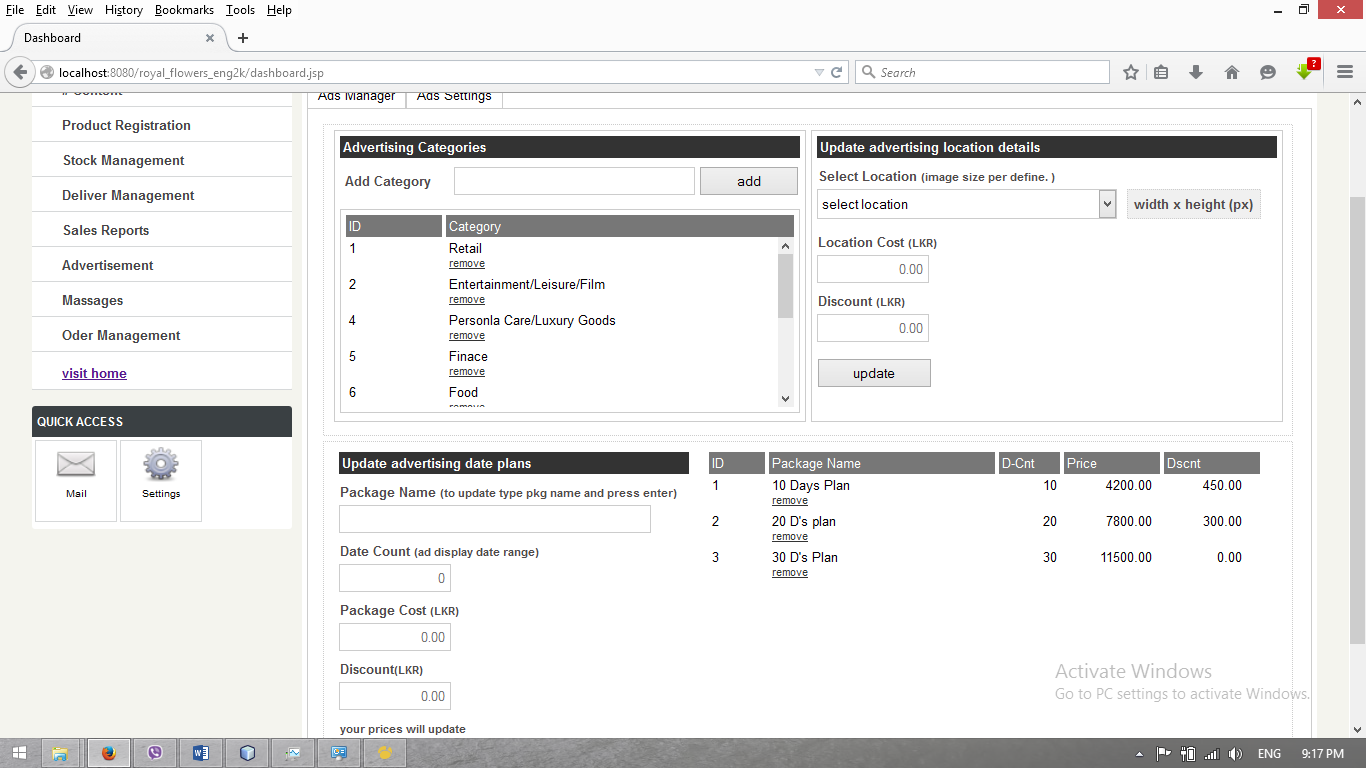 File Edit View History Bookmarks Tools Help
Dashboard
localhost:8080/royal_flowers_eng2k/dashboard.jsp
Search
?
Content
Ads Manager
Ads Settings
Product Registration
Stock Management
Deliver Management
Sales Reports
Advertisement
Massages
Oder Management
visit home
QUICK ACCESS
Mail
Settings
Advertising Categories
Add Category
add
ID Category
1 Retail
remove
2 Entertainment/Leisure/Film
remove
4 Personla Care/Luxury Goods
remove
5 Finace
remove
6 Food
remove
Update advertising location details
Select Location (image size per define. )
select location
width x height (px)
Location Cost (LKR)
0.00
Discount (LKR)
0.00
update
Update advertising date plans
Package Name (to update type pkg name and press enter)
Date Count (ad display date range)
0
Package Cost (LKR)
0.00
Discount(LKR)
0.00
your prices will update
ID Package Name D-Cnt Price Dscnt
1 10 Days Plan 10 4200.00 450.00
remove
2 20 D's plan 20 7800.00 300.00
remove
3 30 D's Plan 30 11500.00 0.00
remove
Activate Windows
Go to PC settings to activate Windows.
ENG 9:17 PM